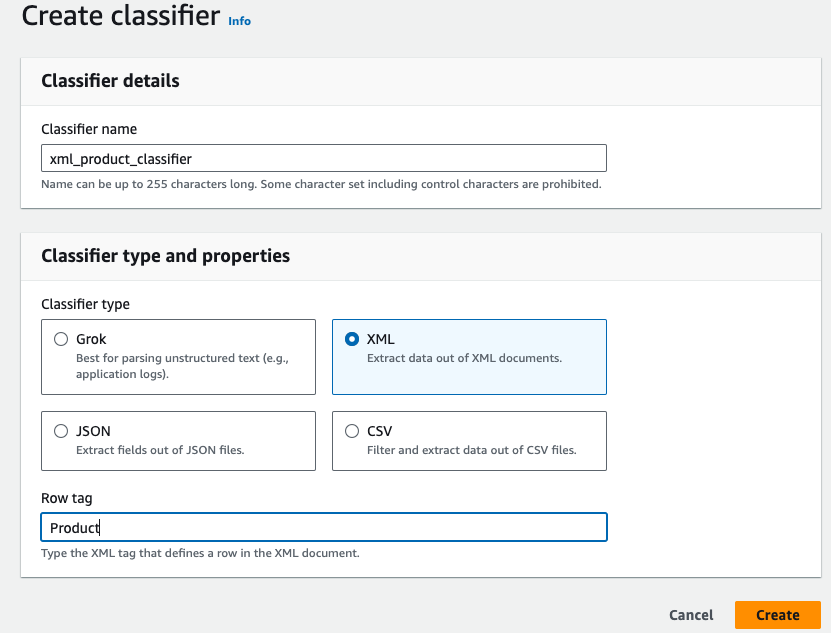 Create classifier Info
Classifier details
Classifier name
xml_product_classifier
Name can be up to 255 characters long. Some character set including control characters are prohibited.
Classifier type and properties
Classifier type
Grok
Best for parsing unstructured text (e.g.,
application logs).
XML
Extract data out of XML documents.
JSON
Extract fields out of JSON files.
CSV
Filter and extract data out of CSV files.
Row tag
Product
Type the XML tag that defines a row in the XML document.
Cancel
Create